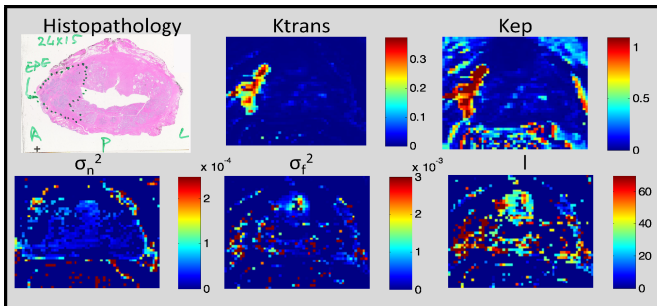 Histopathology
Ktrans
Kep
24X15
EPE
R
P
L
+
0.3
0.2
0.1
0
1
0.5
0
σn²
x 10⁻⁴
σf²
x 10⁻³
l
2
1
0
3
2
1
0
60
40
20
0